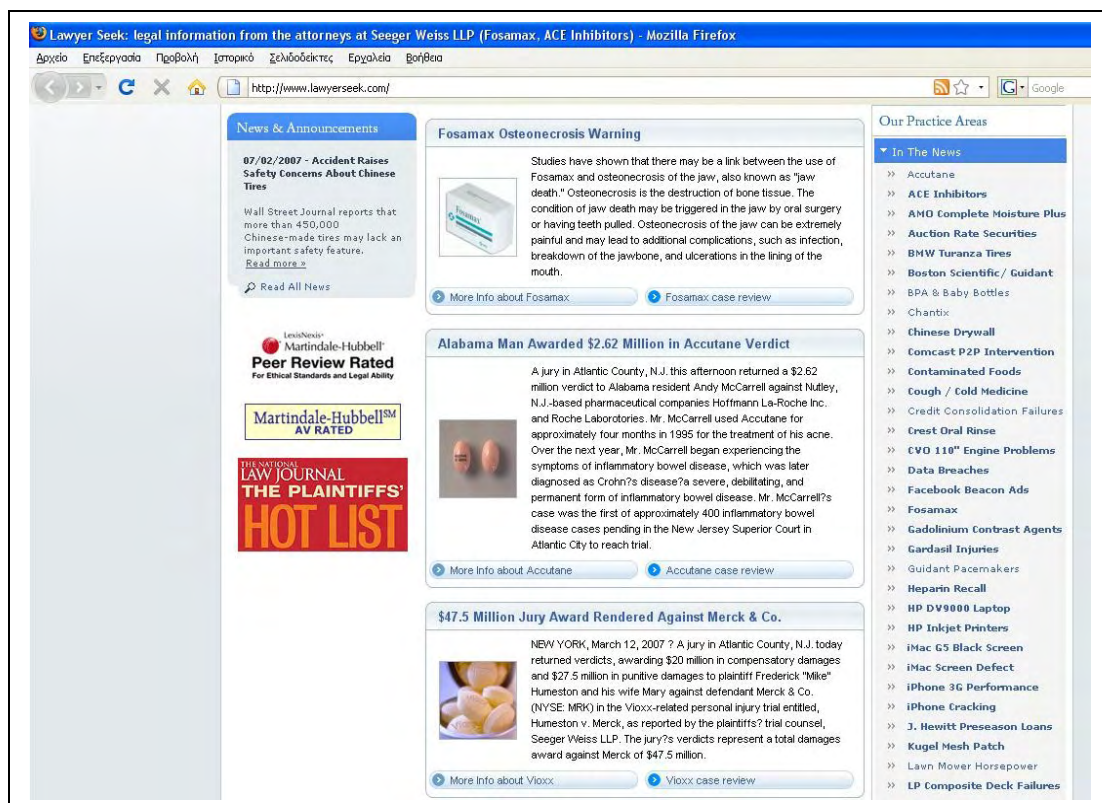 Lawyer Seek: legal information from the attorneys at Seeger Weiss LLP (Fosamax, ACE Inhibitors) - Mozilla Firefox
Αρχείο Επεξεργασία Προβολή Ιστορικό Σελιδοδείκτες Εργαλεία Βοήθεια
http://www.lawyerseek.com/
G
Google
News & Announcements
07/02/2007 - Accident Raises
Safety Concerns About Chinese
Tires
Wall Street Journal reports that
more than 450,000
Chinese-made tires may lack an
important safety feature.
Read more »
Read All News
LexisNexis
Martindale-Hubbell
Peer Review Rated
For Ethical Standards and Legal Ability
Martindale-Hubbell SM
AV RATED
THE NATIONAL
LAW JOURNAL
THE PLAINTIFFS'
HOT LIST
Fosamax Osteonecrosis Warning
Fosamax
Studies have shown that there may be a link between the use of
Fosamax and osteonecrosis of the jaw, also known as "jaw
death." Osteonecrosis is the destruction of bone tissue. The
condition of jaw death may be triggered in the jaw by oral surgery
or having teeth pulled. Osteonecrosis of the jaw can be extremely
painful and may lead to additional complications, such as infection,
breakdown of the jawbone, and ulcerations in the lining of the
mouth.
More Info about Fosamax
Fosamax case review
Alabama Man Awarded $2.62 Million in Accutane Verdict
A jury in Atlantic County, N.J. this afternoon returned a $2.62
million verdict to Alabama resident Andy McCarrell against Nutley,
N.J.-based pharmaceutical companies Hoffmann La-Roche Inc.
and Roche Laborotories. Mr. McCarrell used Accutane for
approximately four months in 1995 for the treatment of his acne.
Over the next year, Mr. McCarrell began experiencing the
symptoms of inflammatory bowel disease, which was later
diagnosed as Crohn?s disease?a severe, debilitating, and
permanent form of inflammatory bowel disease. Mr. McCarrell?s
case was the first of approximately 400 inflammatory bowel
disease cases pending in the New Jersey Superior Court in
Atlantic City to reach trial.
More Info about Accutane
Accutane case review
$47.5 Million Jury Award Rendered Against Merck & Co.
NEW YORK, March 12, 2007 ? A jury in Atlantic County, N.J. today
returned verdicts, awarding $20 million in compensatory damages
and $27.5 million in punitive damages to plaintiff Frederick "Mike"
Humeston and his wife Mary against defendant Merck & Co.
(NYSE: MRK) in the Vioxx-related personal injury trial entitled,
Humeston v. Merck, as reported by the plaintiffs? trial counsel,
Seeger Weiss LLP. The jury?s verdicts represent a total damages
award against Merck of $47.5 million.
More Info about Vioxx
Vioxx case review
Our Practice Areas
In The News
» Accutane
» ACE Inhibitors
» AMO Complete Moisture Plus
» Auction Rate Securities
» BMW Turanza Tires
» Boston Scientific/ Guidant
» BPA & Baby Bottles
» Chantix
» Chinese Drywall
» Comcast P2P Intervention
» Contaminated Foods
» Cough / Cold Medicine
» Credit Consolidation Failures
» Crest Oral Rinse
» CVO 110" Engine Problems
» Data Breaches
» Facebook Beacon Ads
» Fosamax
» Gadolinium Contrast Agents
» Gardasil Injuries
» Guidant Pacemakers
» Heparin Recall
» HP DV9000 Laptop
» HP Inkjet Printers
» iMac G5 Black Screen
» iMac Screen Defect
» iPhone 3G Performance
» iPhone Cracking
» J. Hewitt Preseason Loans
» Kugel Mesh Patch
» Lawn Mower Horsepower
» LP Composite Deck Failures